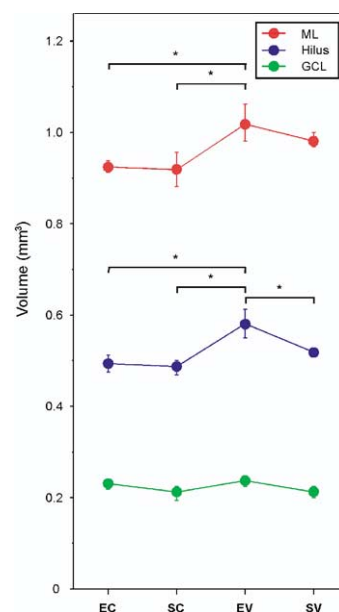 1.2
ML
Hilus
GCL
*
*
1.0
0.8
Volume (mm³)
*
*
*
0.6
0.4
0.2
0
EC SC EV SV